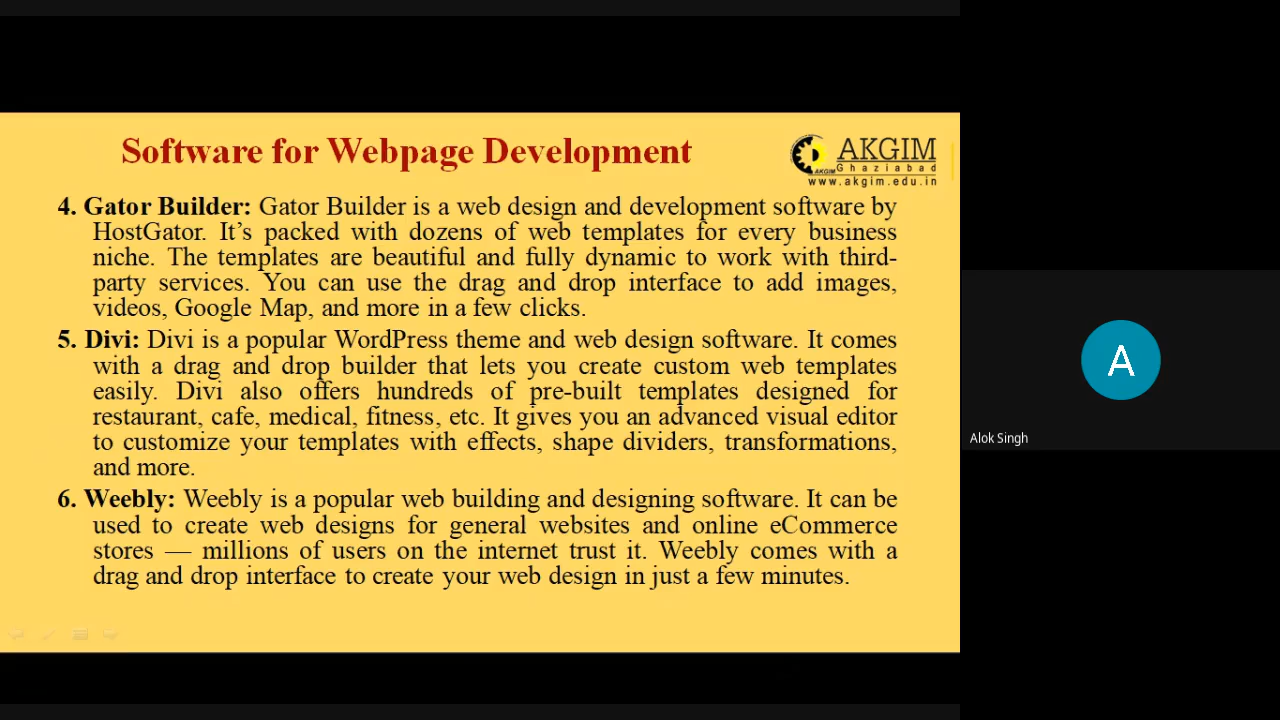 Software for Webpage Development
AKGIM
Ghaziabad
AKGIM
www.akgim.edu.in
4. Gator Builder: Gator Builder is a web design and development software by
HostGator. It’s packed with dozens of web templates for every business
niche. The templates are beautiful and fully dynamic to work with third-
party services. You can use the drag and drop interface to add images,
videos, Google Map, and more in a few clicks.
5. Divi: Divi is a popular WordPress theme and web design software. It comes
with a drag and drop builder that lets you create custom web templates
easily. Divi also offers hundreds of pre-built templates designed for
restaurant, cafe, medical, fitness, etc. It gives you an advanced visual editor
to customize your templates with effects, shape dividers, transformations,
and more.
6. Weebly: Weebly is a popular web building and designing software. It can be
used to create web designs for general websites and online eCommerce
stores — millions of users on the internet trust it. Weebly comes with a
drag and drop interface to create your web design in just a few minutes.
A
Alok Singh